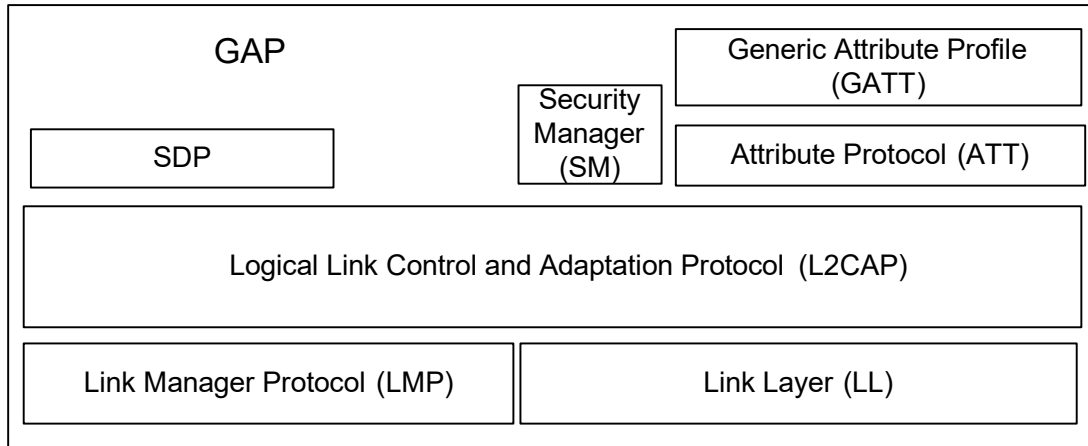 GAP
Generic Attribute Profile
(GATT)
Security
Manager
(SM)
SDP
Attribute Protocol (ATT)
Logical Link Control and Adaptation Protocol (L2CAP)
Link Manager Protocol (LMP)
Link Layer (LL)